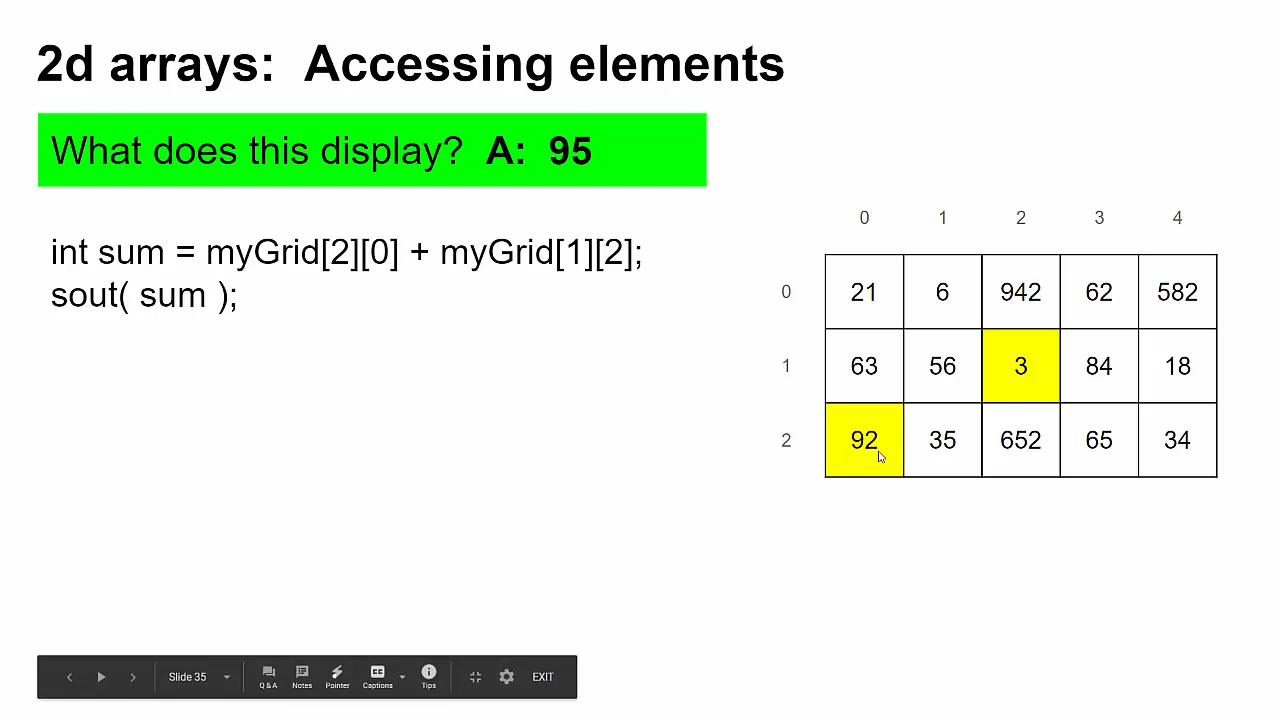 2d arrays: Accessing elements
What does this display? A: 95
int sum = myGrid[2][0] + myGrid[1][2];
sout( sum );
0 1 2 3 4
0 21 6 942 62 582
1 63 56 3 84 18
2 92 35 652 65 34
Slide 35 Q & A Notes Pointer Captions Tips EXIT